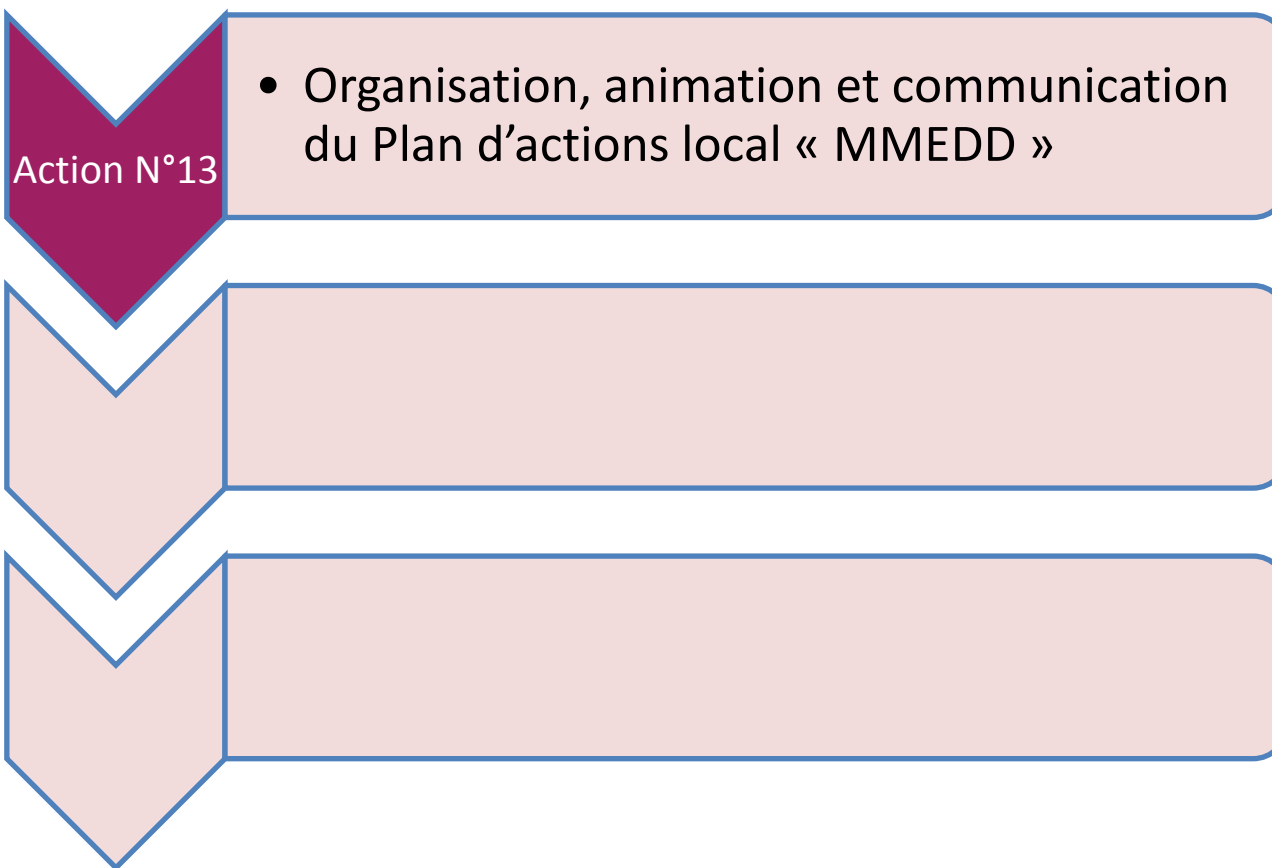 Action N°13
• Organisation, animation et communication
du Plan d’actions local « MMEDD »